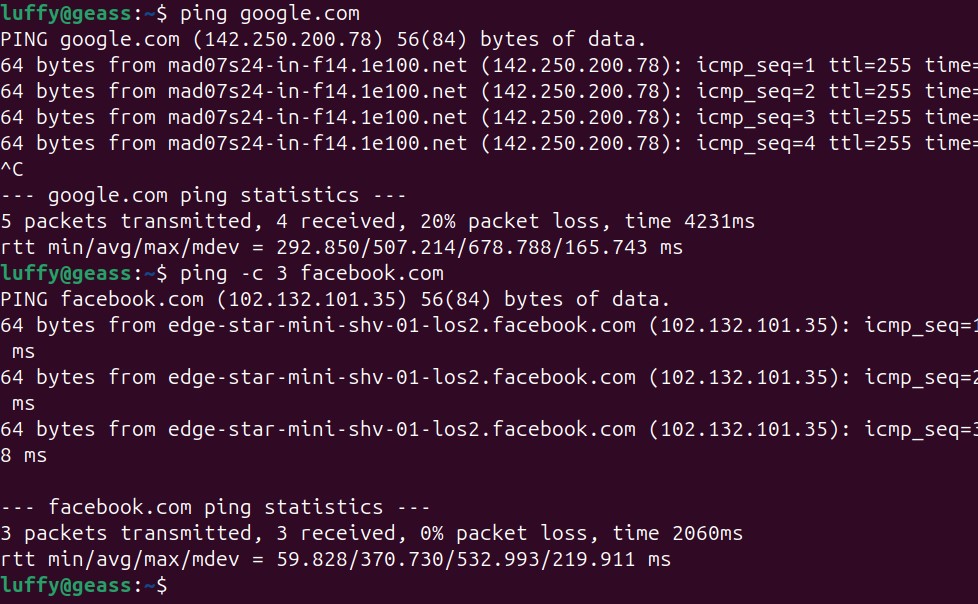 luffy@geass:~$ ping google.com
PING google.com (142.250.200.78) 56(84) bytes of data.
64 bytes from mad07s24-in-f14.1e100.net (142.250.200.78): icmp_seq=1 ttl=255 time=
64 bytes from mad07s24-in-f14.1e100.net (142.250.200.78): icmp_seq=2 ttl=255 time=
64 bytes from mad07s24-in-f14.1e100.net (142.250.200.78): icmp_seq=3 ttl=255 time=
64 bytes from mad07s24-in-f14.1e100.net (142.250.200.78): icmp_seq=4 ttl=255 time=
^C
--- google.com ping statistics ---
5 packets transmitted, 4 received, 20% packet loss, time 4231ms
rtt min/avg/max/mdev = 292.850/507.214/678.788/165.743 ms
luffy@geass:~$ ping -c 3 facebook.com
PING facebook.com (102.132.101.35) 56(84) bytes of data.
64 bytes from edge-star-mini-shv-01-los2.facebook.com (102.132.101.35): icmp_seq=1
 ms
64 bytes from edge-star-mini-shv-01-los2.facebook.com (102.132.101.35): icmp_seq=2
 ms
64 bytes from edge-star-mini-shv-01-los2.facebook.com (102.132.101.35): icmp_seq=3
8 ms

--- facebook.com ping statistics ---
3 packets transmitted, 3 received, 0% packet loss, time 2060ms
rtt min/avg/max/mdev = 59.828/370.730/532.993/219.911 ms
luffy@geass:~$